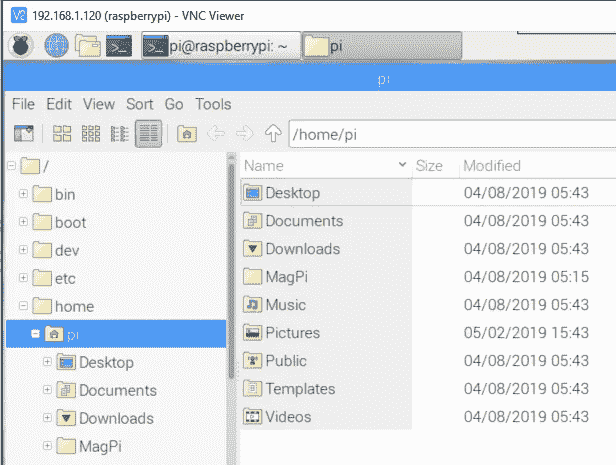 V2 192.168.1.120 (raspberrypi) - VNC Viewer
pi@raspberrypi: ~ pi
pi
File Edit View Sort Go Tools
/home/pi
/ Name Size Modified
bin Desktop 04/08/2019 05:43
boot Documents 04/08/2019 05:43
dev Downloads 04/08/2019 05:43
etc MagPi 04/08/2019 05:15
home Music 04/08/2019 05:43
pi Pictures 05/02/2019 15:43
Desktop Public 04/08/2019 05:43
Documents Templates 04/08/2019 05:43
Downloads Videos 04/08/2019 05:43
MagPi